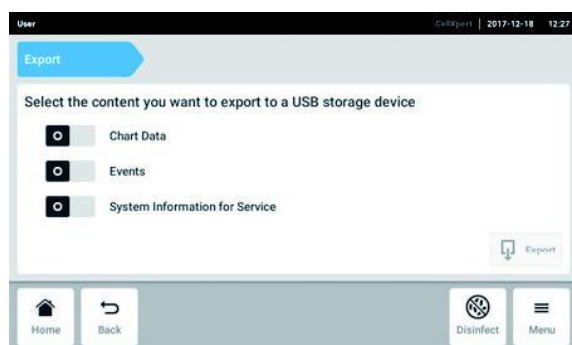 User CellXpert | 2017-12-18 12:27
Export
Select the content you want to export to a USB storage device
Chart Data
Events
System Information for Service
Export
Home Back Disinfect Menu